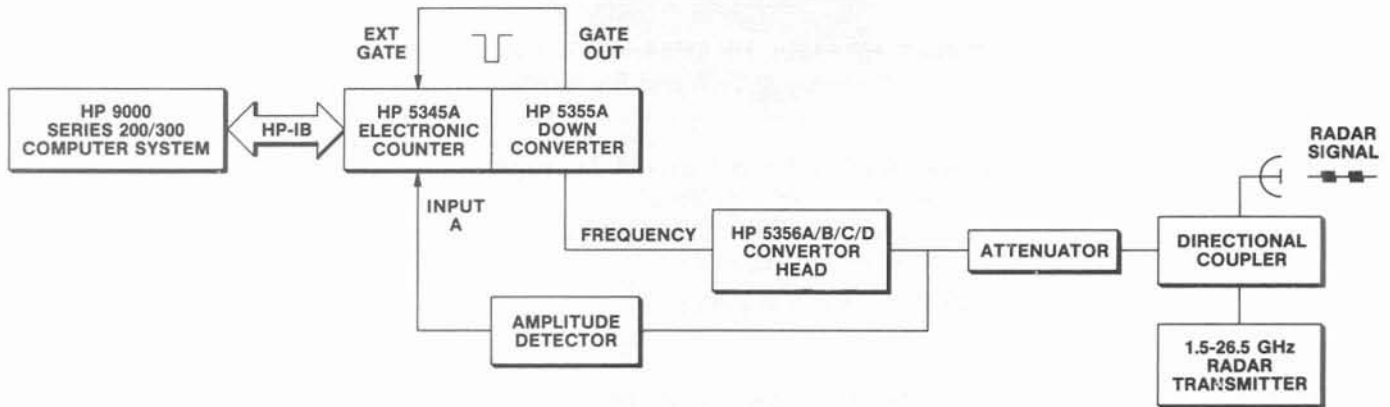 EXT
GATE
GATE
OUT
HP 9000
SERIES 200/300
COMPUTER SYSTEM
HP-IB
HP 5345A
ELECTRONIC
COUNTER
HP 5355A
DOWN
CONVERTER
RADAR
SIGNAL
INPUT
A
FREQUENCY
HP 5356A/B/C/D
CONVERTOR
HEAD
ATTENUATOR
DIRECTIONAL
COUPLER
AMPLITUDE
DETECTOR
1.5-26.5 GHz
RADAR
TRANSMITTER